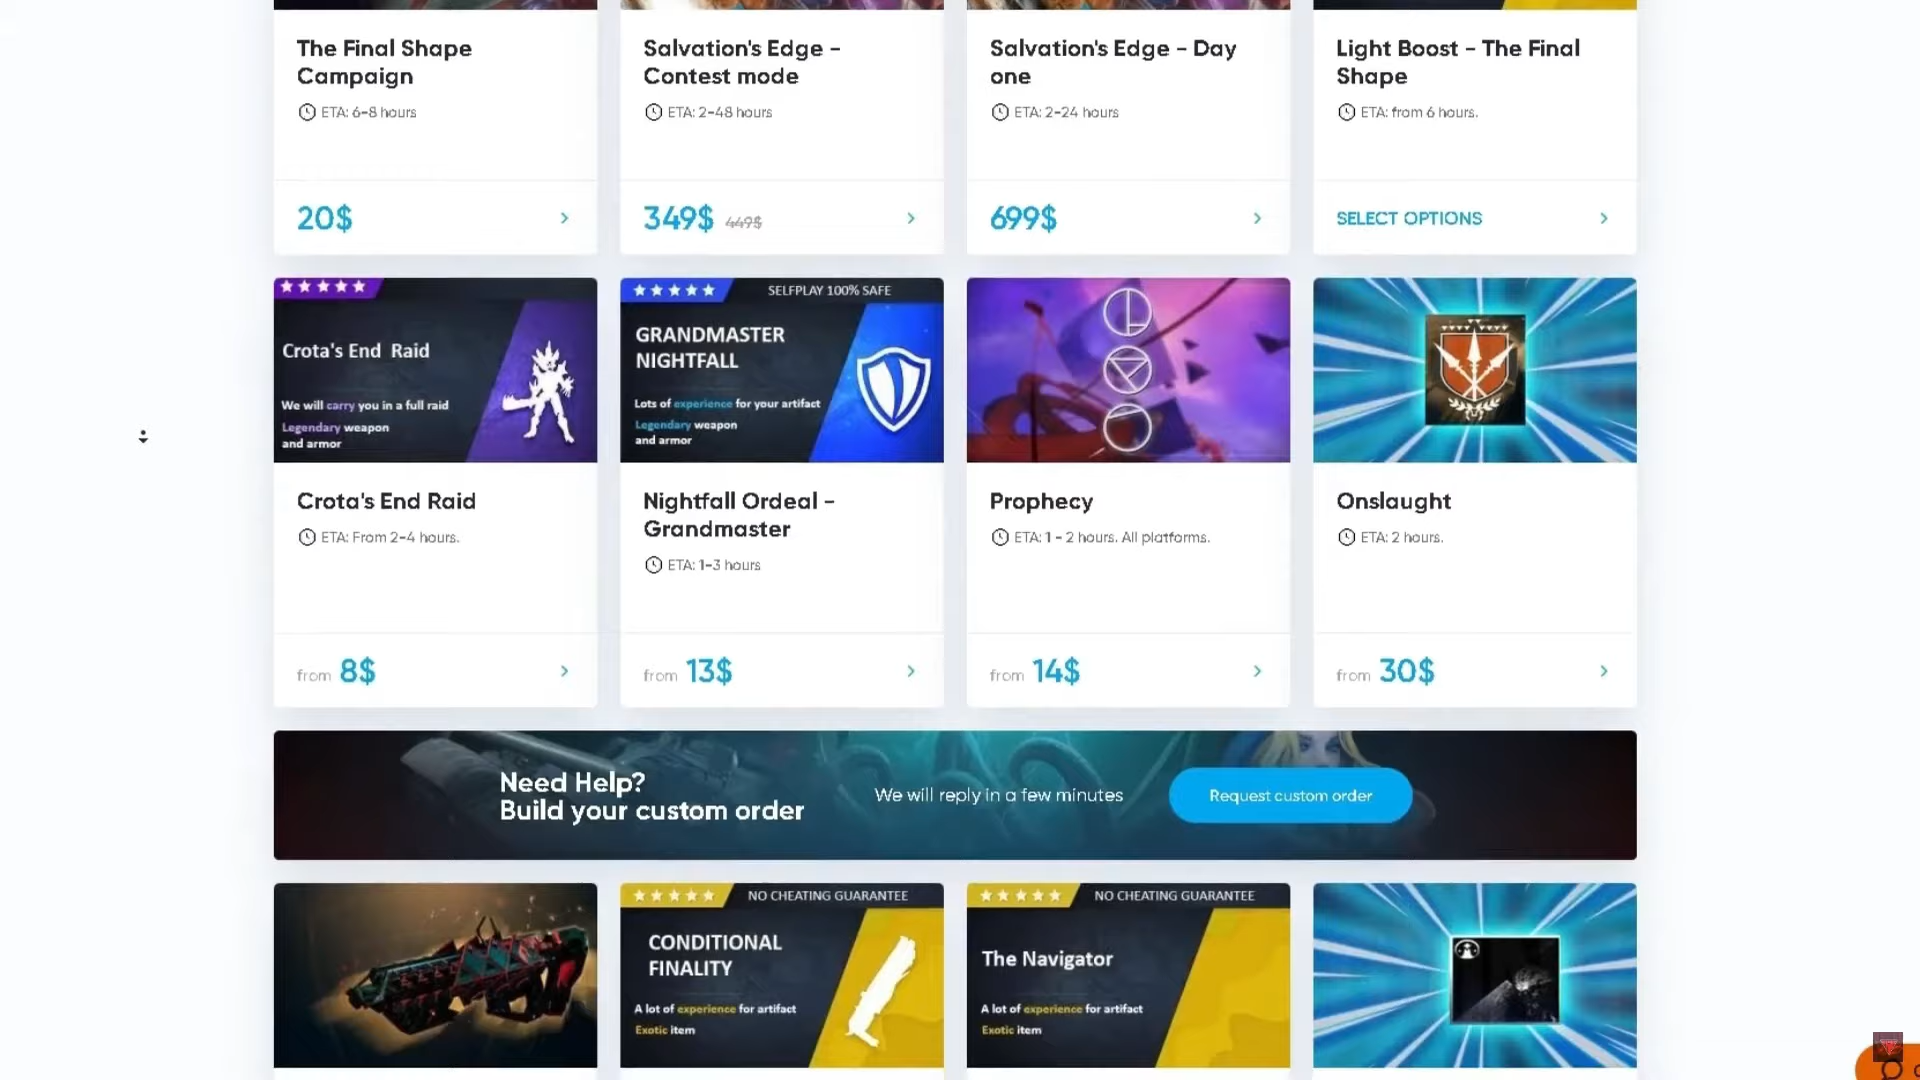 The Final Shape
Campaign
ETA: 6-8 hours
20$
Salvation's Edge -
Contest mode
ETA: 2-48 hours
349$ 449$
Salvation's Edge - Day
one
ETA: 2-24 hours
699$
Light Boost - The Final
Shape
ETA: from 6 hours.
SELECT OPTIONS
Crota's End Raid
We will carry you in a full raid
Legendary weapon
and armor
Crota's End Raid
ETA: From 2-4 hours.
from 8$
SELFPLAY 100% SAFE
GRANDMASTER
NIGHTFALL
Lots of experience for your artifact
Legendary weapon
and armor
Nightfall Ordeal -
Grandmaster
ETA: 1-3 hours
from 13$
Prophecy
ETA: 1 - 2 hours. All platforms.
from 14$
Onslaught
ETA: 2 hours.
from 30$
Need Help?
Build your custom order
We will reply in a few minutes
Request custom order
NO CHEATING GUARANTEE
CONDITIONAL
FINALITY
A lot of experience for artifact
Exotic item
NO CHEATING GUARANTEE
The Navigator
A lot of experience for artifact
Exotic item